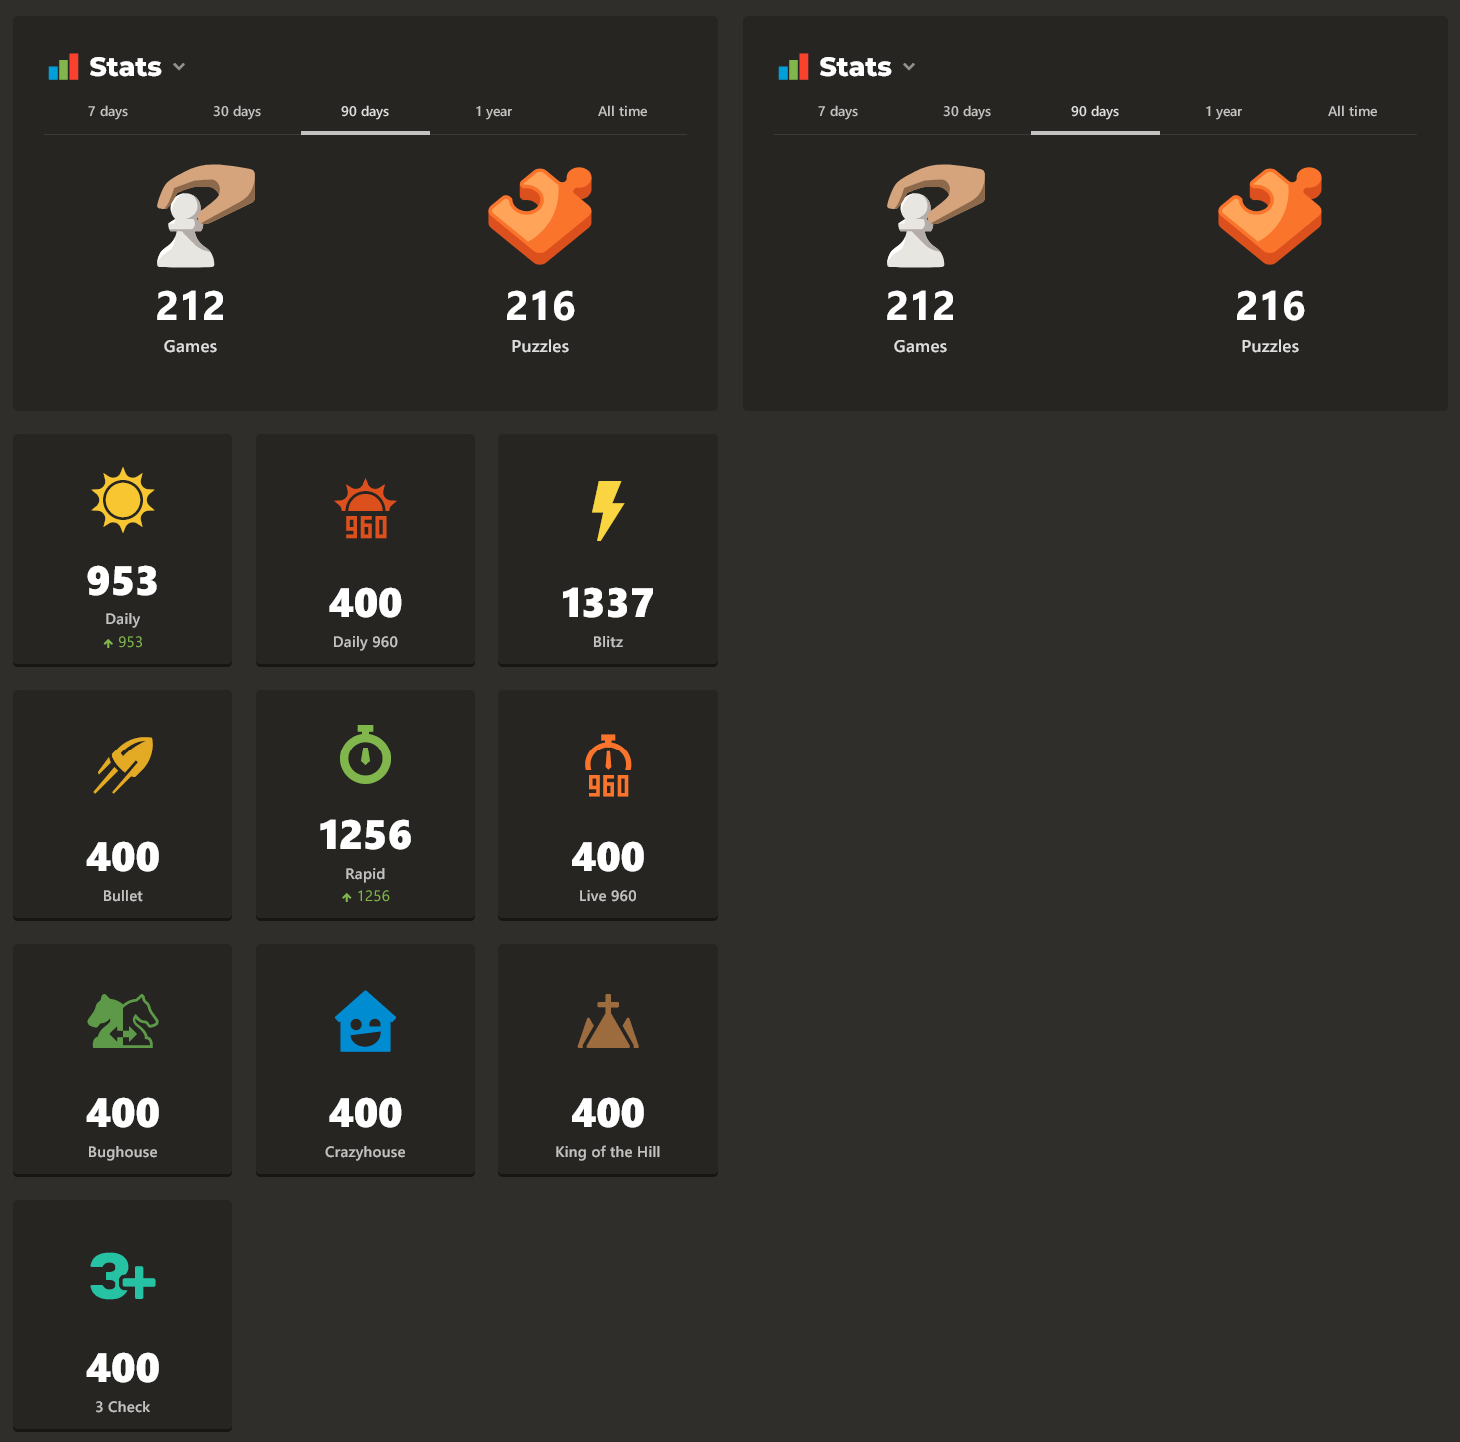 Stats
7 days 30 days 90 days 1 year All time
212
Games
216
Puzzles
Stats
7 days 30 days 90 days 1 year All time
212
Games
216
Puzzles
953
Daily
953
960
400
Daily 960
1337
Blitz
400
Bullet
1256
Rapid
1256
960
400
Live 960
400
Bughouse
400
Crazyhouse
400
King of the Hill
3+
400
3 Check